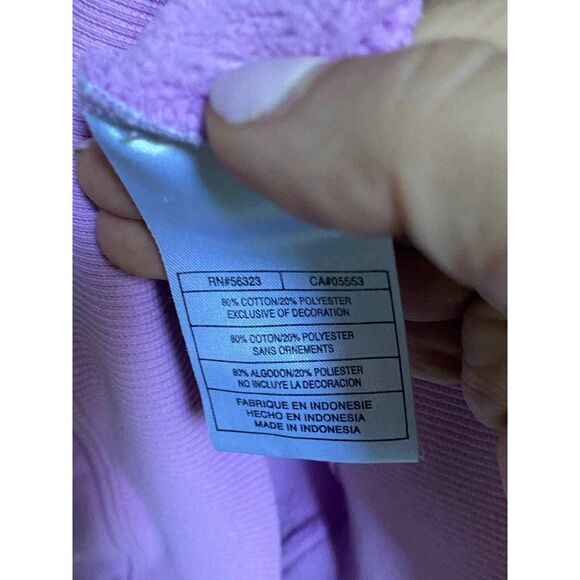 RN#56323 CA#05553
80% COTTON/20% POLYESTER
EXCLUSIVE OF DECORATION
80% COTON/20% POLYESTER
SANS ORNEMENTS
80% ALGODON/20% POLIESTER
NO INCLUYE LA DECORACION
FABRIQUE EN INDONESIE
HECHO EN INDONESIA
MADE IN INDONESIA